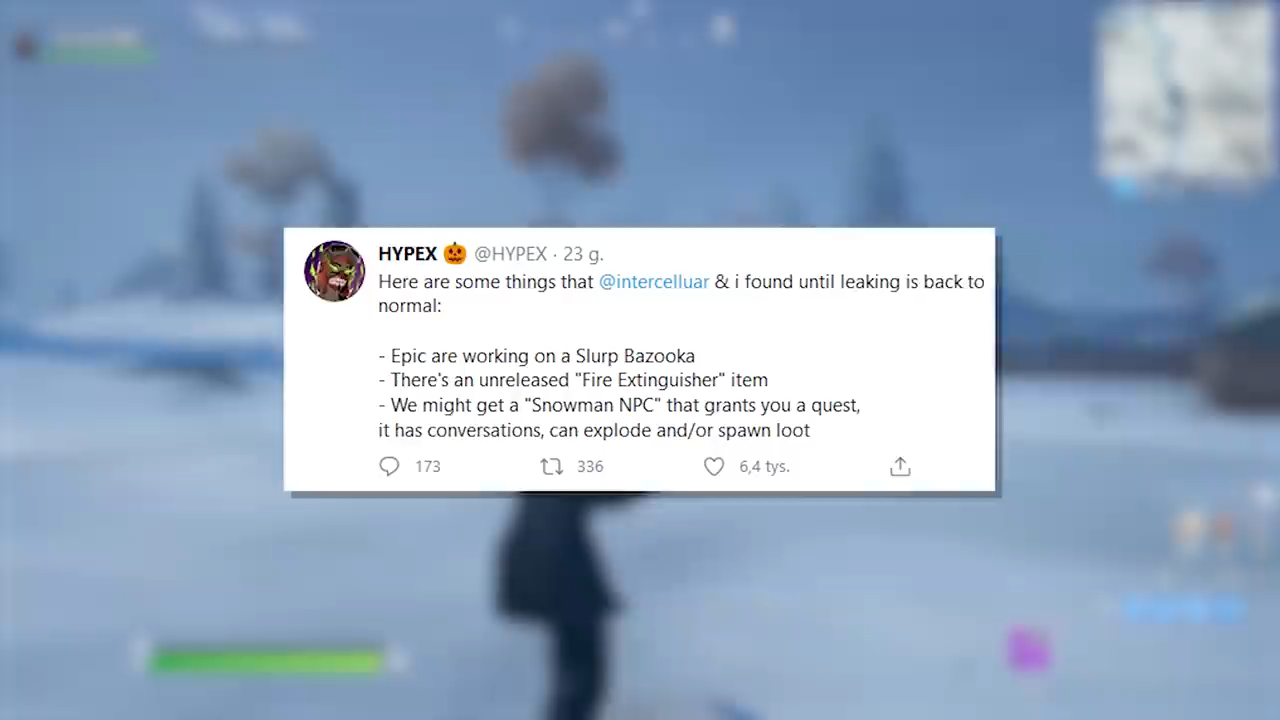 HYPEX 🎃 @HYPEX · 23 g.
Here are some things that @intercelluar & i found until leaking is back to
normal:
- Epic are working on a Slurp Bazooka
- There's an unreleased "Fire Extinguisher" item
- We might get a "Snowman NPC" that grants you a quest,
it has conversations, can explode and/or spawn loot
173 336 6,4 tys.